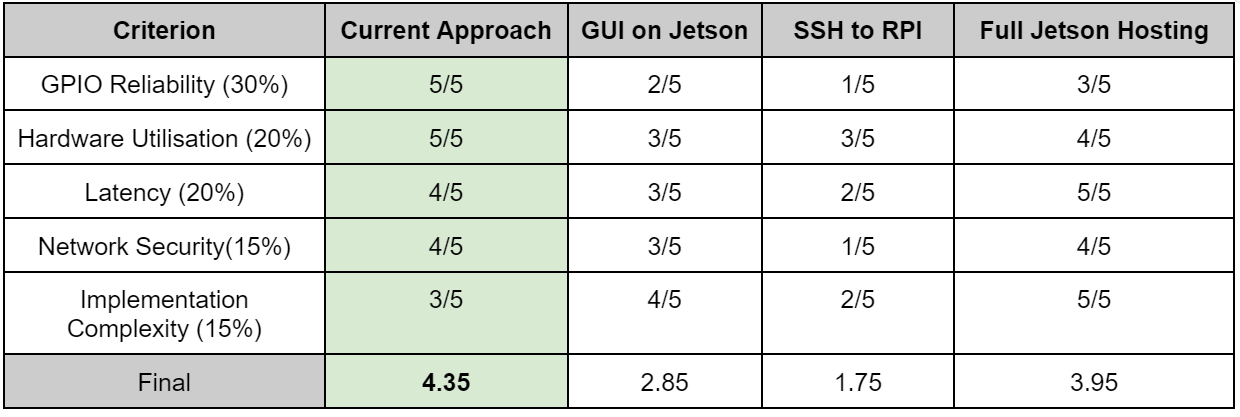 Criterion Current Approach GUI on Jetson SSH to RPI Full Jetson Hosting
GPIO Reliability (30%) 5/5 2/5 1/5 3/5
Hardware Utilisation (20%) 5/5 3/5 3/5 4/5
Latency (20%) 4/5 3/5 2/5 5/5
Network Security(15%) 4/5 3/5 1/5 4/5
Implementation 3/5 4/5 2/5 5/5
Complexity (15%)
Final 4.35 2.85 1.75 3.95